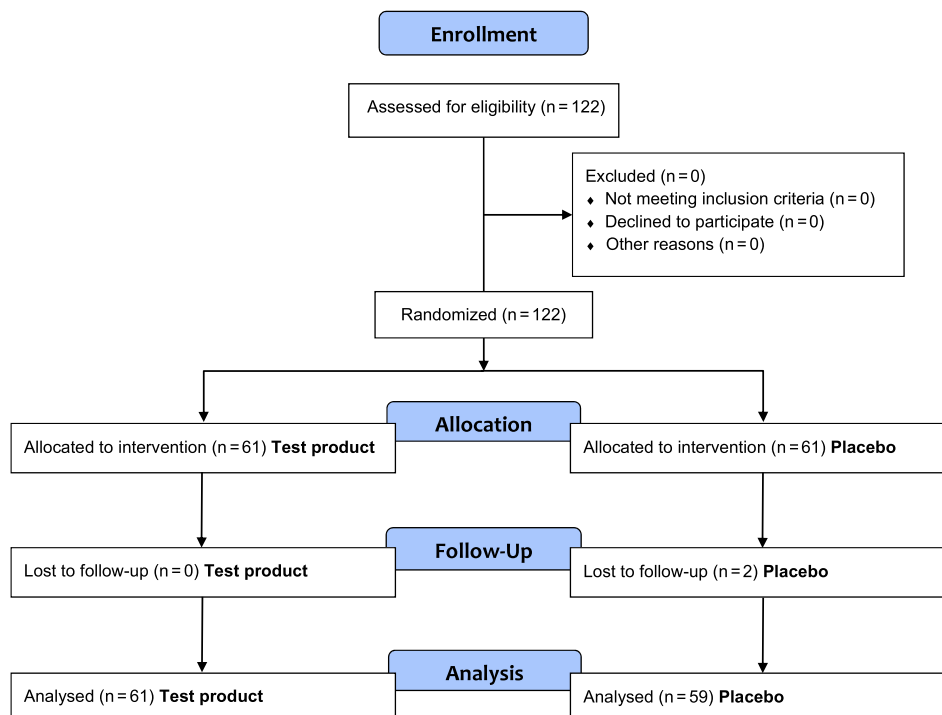 Enrollment
Assessed for eligibility (n = 122)
Excluded (n = 0)
♦ Not meeting inclusion criteria (n = 0)
♦ Declined to participate (n = 0)
♦ Other reasons (n = 0)
Randomized (n = 122)
Allocation
Allocated to intervention (n = 61) Test product
Allocated to intervention (n = 61) Placebo
Follow-Up
Lost to follow-up (n = 0) Test product
Lost to follow-up (n = 2) Placebo
Analysis
Analysed (n = 61) Test product
Analysed (n = 59) Placebo